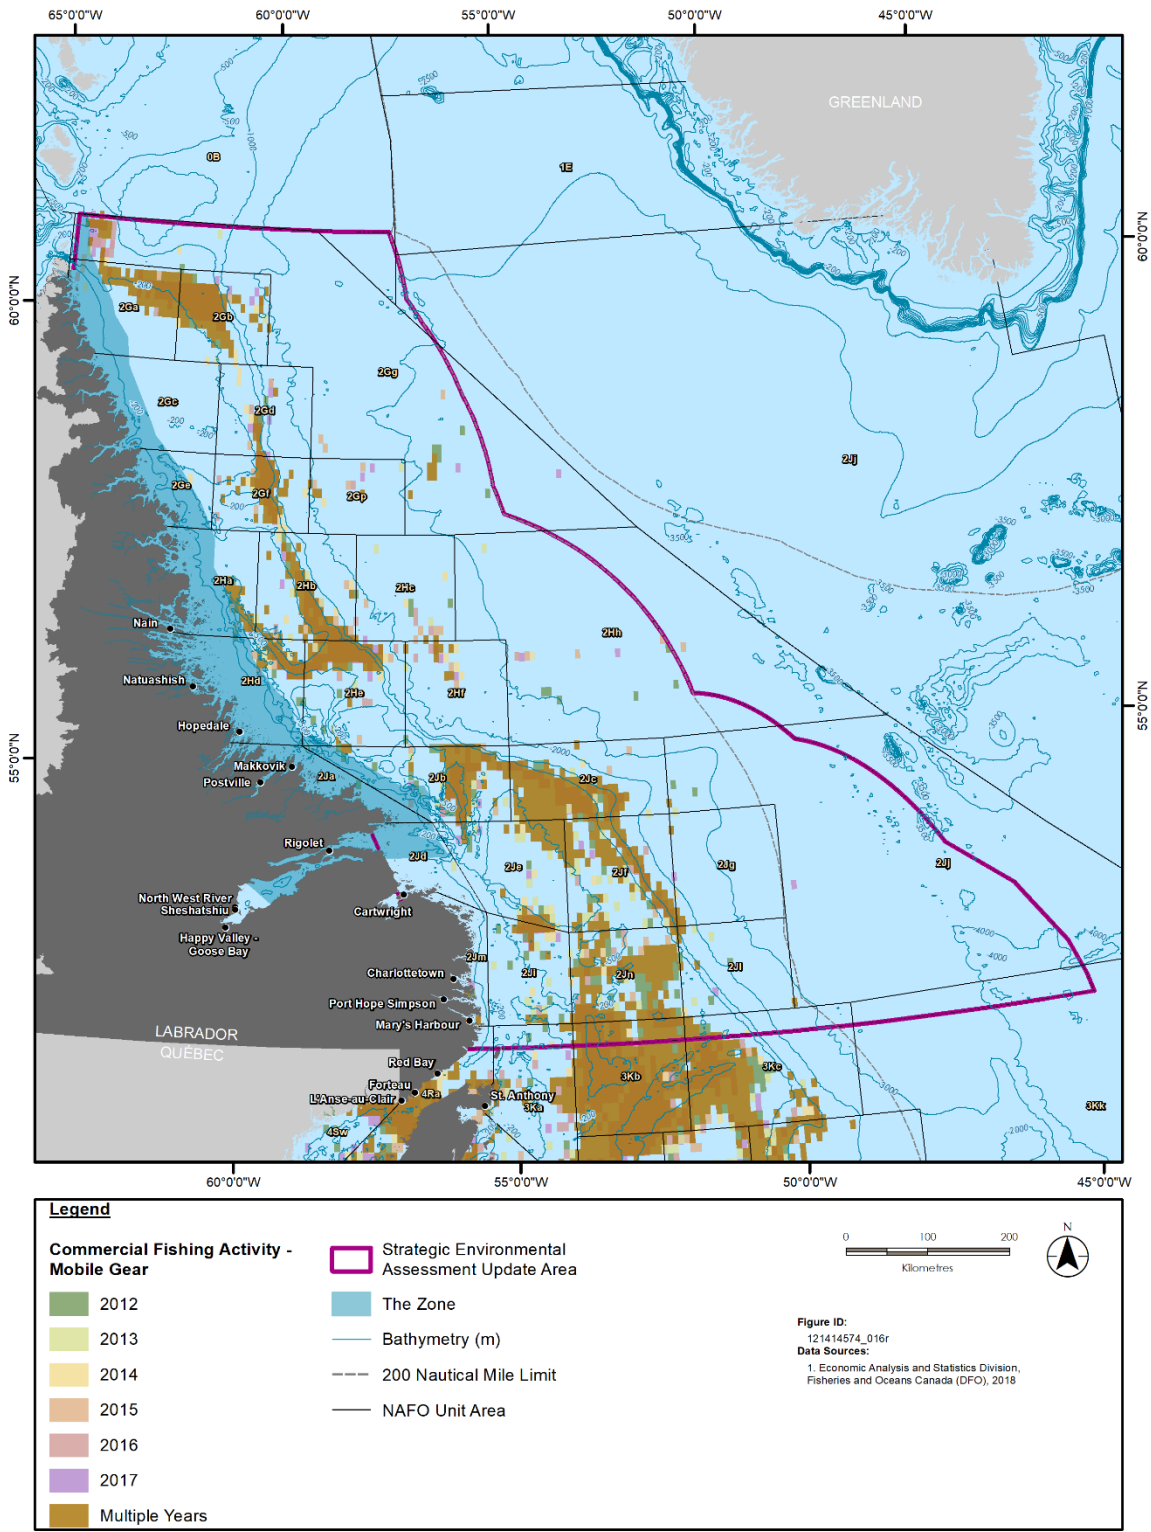 65°0'0"W 60°0'0"W 55°0'0"W 50°0'0"W 45°0'0"W
GREENLAND
0B
1E
60°0'0"N
60°0'0"N
2Ga
2Gb
2Gg
2Gc
2Gd
2Jj
2Ge
2Gf
2Gp
2Ha
2Hb
2Hc
Nain
2Hh
Natuashish
2Hd
2He
2Hf
55°0'0"N
Hopedale
55°0'0"N
Makkovik
2Ja
2Jb
2Jc
Postville
Rigolet
2Jd
2Je
2Jf
2Jg
2Jj
North West River
Sheshatshiu
Cartwright
Happy Valley -
Goose Bay
2Jm
Charlottetown
2Jl
2Jn
2Jl
Port Hope Simpson
Mary's Harbour
LABRADOR
QUÉBEC
Red Bay
3Kb
3Kc
Forteau
4Ra
St. Anthony
L'Anse-au-Clair
3Ka
3Kk
4Sw
60°0'0"W 55°0'0"W 50°0'0"W 45°0'0"W
Legend
Commercial Fishing Activity -
Mobile Gear
2012
2013
2014
2015
2016
2017
Multiple Years
Strategic Environmental
Assessment Update Area
The Zone
Bathymetry (m)
200 Nautical Mile Limit
NAFO Unit Area
0 100 200
Kilometres
N
Figure ID:
121414574_016r
Data Sources:
1. Economic Analysis and Statistics Division,
Fisheries and Oceans Canada (DFO), 2018